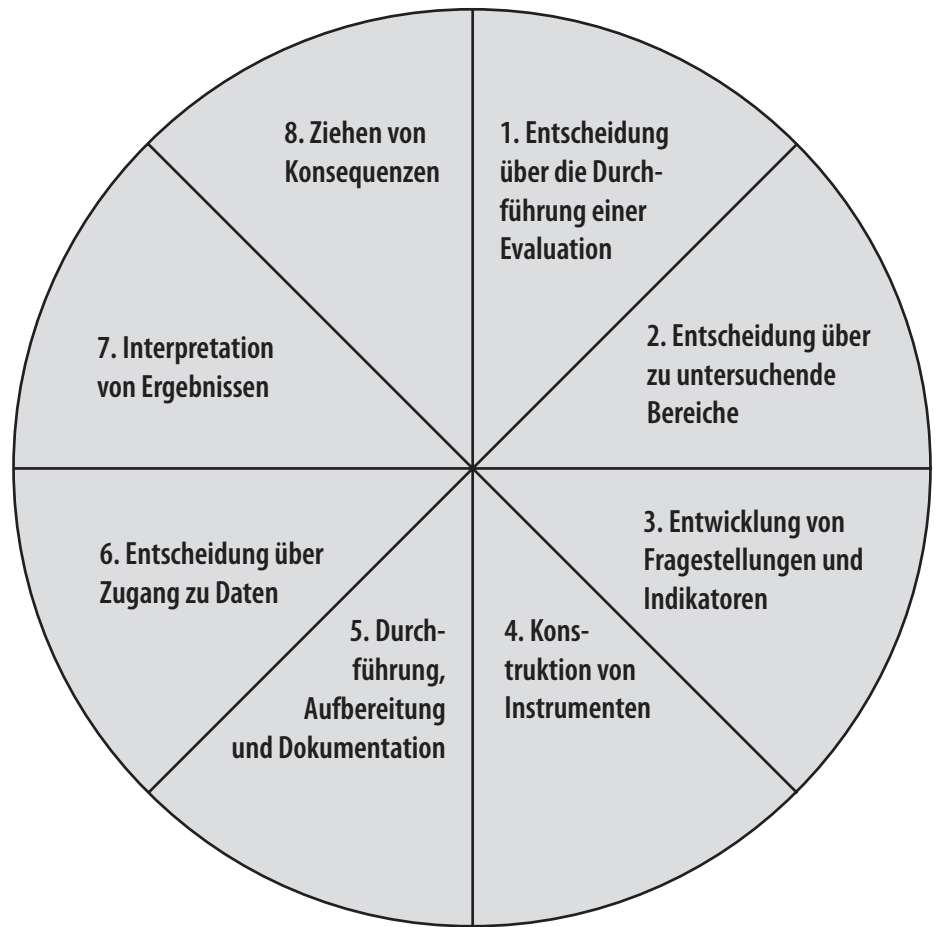 1. Entscheidung
über die Durch-
führung einer
Evaluation
2. Entscheidung über
zu untersuchende
Bereiche
3. Entwicklung von
Fragestellungen und
Indikatoren
4. Kons-
truktion von
Instrumenten
5. Durch-
führung,
Aufbereitung
und Dokumentation
6. Entscheidung über
Zugang zu Daten
7. Interpretation
von Ergebnissen
8. Ziehen von
Konsequenzen